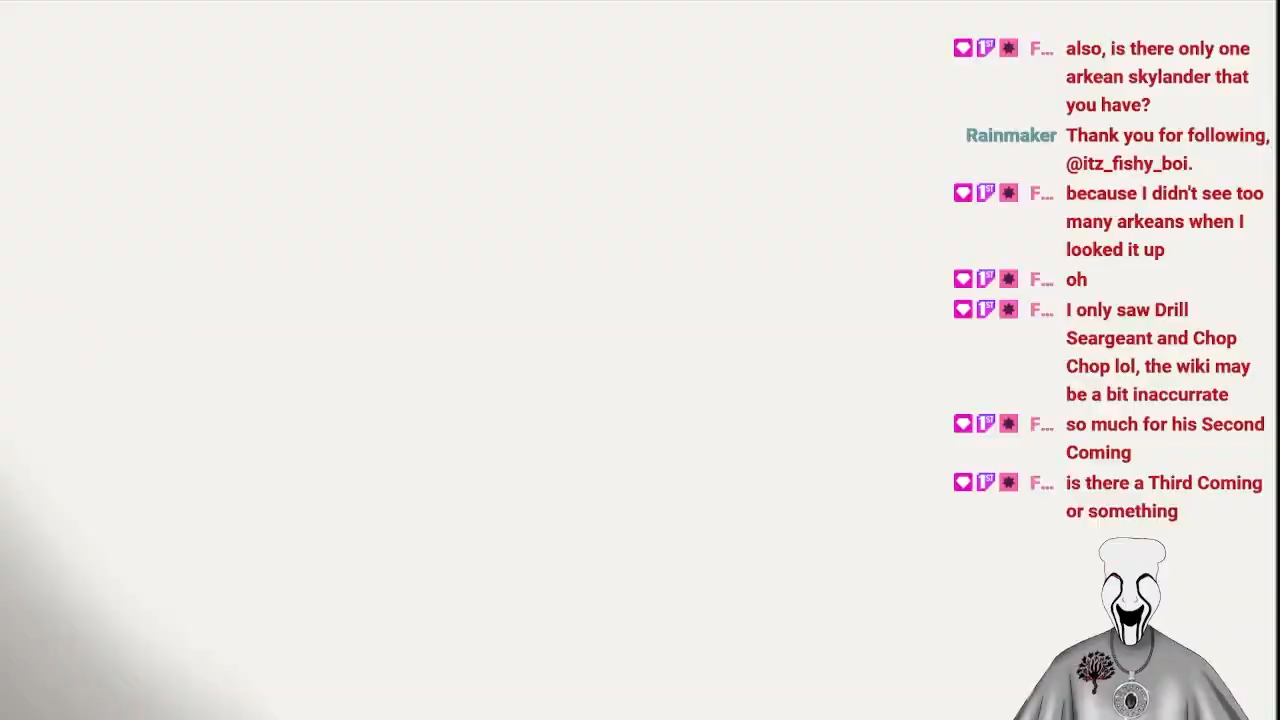 F... also, is there only one
arkean skylander that
you have?
Rainmaker Thank you for following,
@itz_fishy_boi.
F... because I didn't see too
many arkeans when I
looked it up
F... oh
F... I only saw Drill
Seargeant and Chop
Chop lol, the wiki may
be a bit inaccurrate
F... so much for his Second
Coming
F... is there a Third Coming
or something